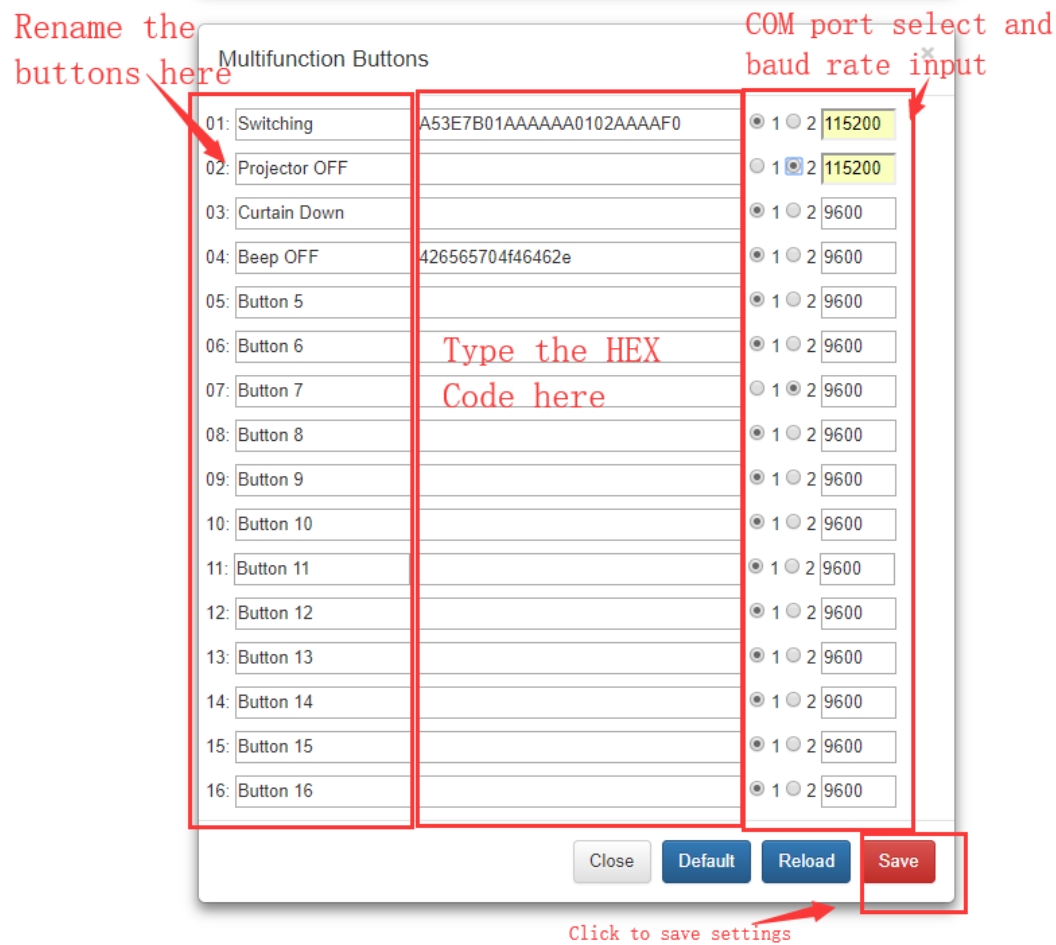 Rename the
buttons here
COM port select and
baud rate input
Multifunction Buttons
×
01: Switching A53E7B01AAAAAA0102AAAAF0 1 2 115200
02: Projector OFF 1 2 115200
03: Curtain Down 1 2 9600
04: Beep OFF 426565704f46462e 1 2 9600
05: Button 5 1 2 9600
06: Button 6 1 2 9600
07: Button 7 1 2 9600
08: Button 8 1 2 9600
09: Button 9 1 2 9600
10: Button 10 1 2 9600
11: Button 11 1 2 9600
12: Button 12 1 2 9600
13: Button 13 1 2 9600
14: Button 14 1 2 9600
15: Button 15 1 2 9600
16: Button 16 1 2 9600
Type the HEX
Code here
Close Default Reload Save
Click to save settings